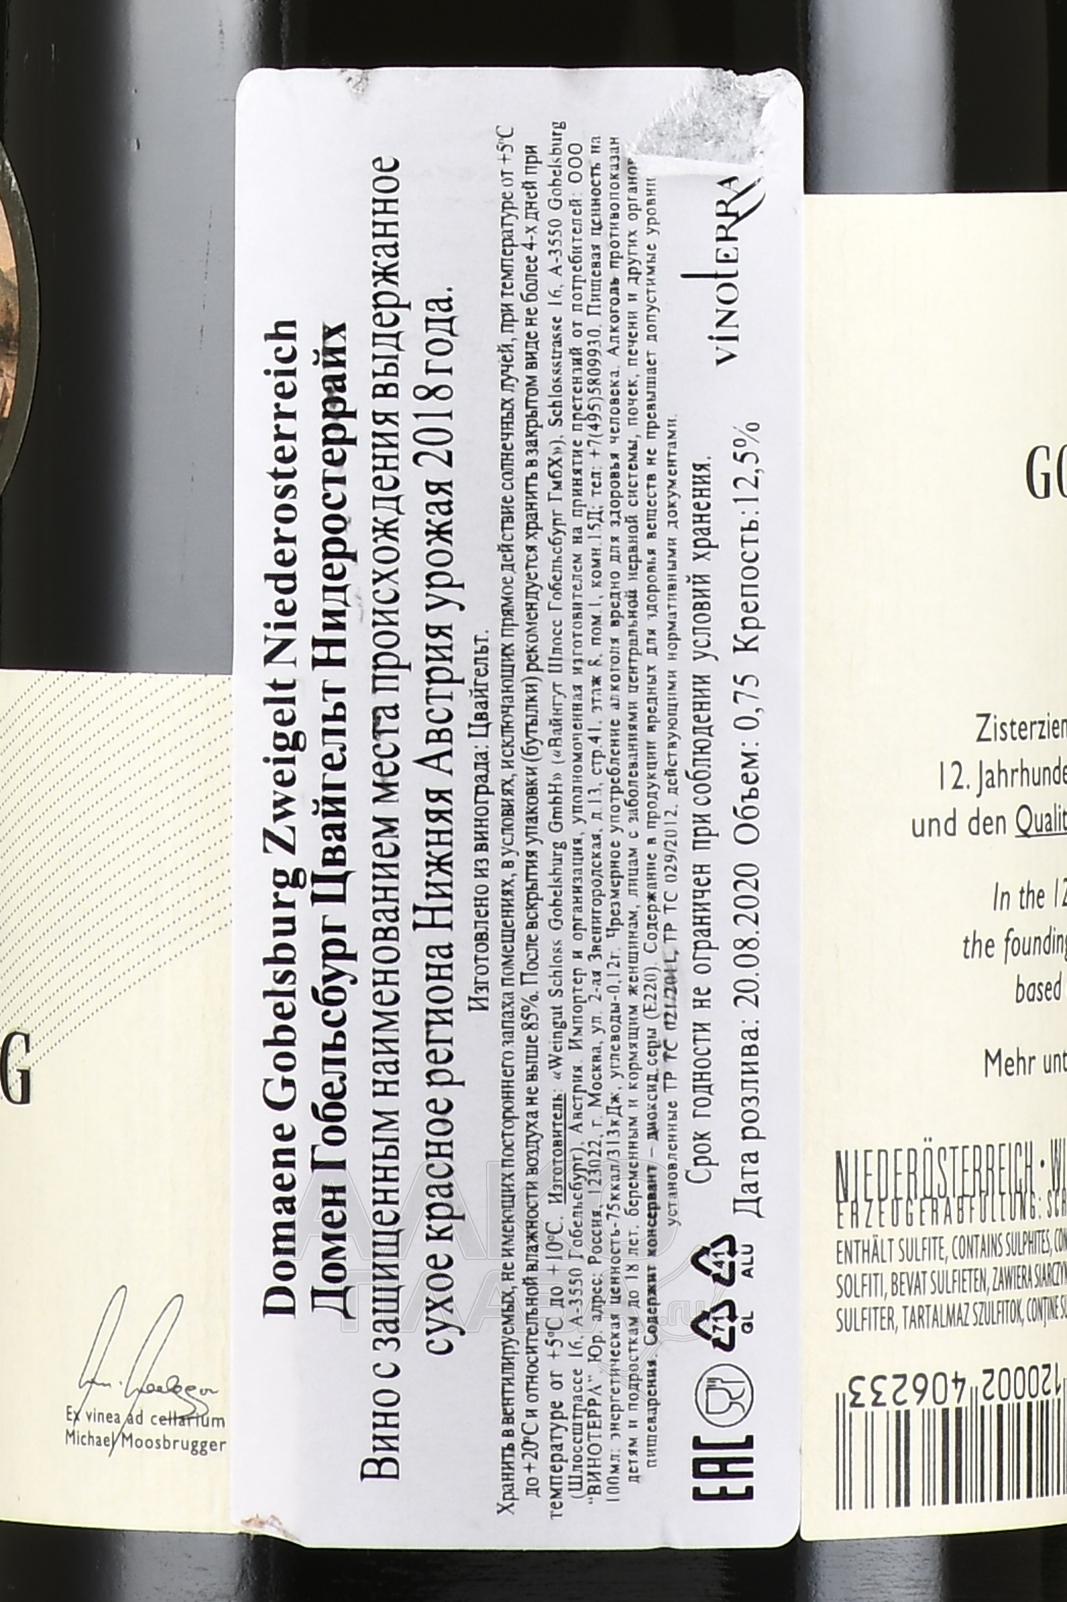 Domaene Gobelsburg Zweigelt Niederosterreich
Домен Гобельсбург Цвайгельт Нидеростеррайх
Вино с защищенным наименованием места происхождения выдержанное
сухое красное региона Нижняя Австрия урожая 2018 года.
Изготовлено из винограда: Цвайгельт.
Хранить в вентилируемых, не имеющих постороннего запаха помещениях, в условиях, исключающих прямое действие солнечных лучей, при температуре от +5°C
до +20°C и относительной влажности воздуха не выше 85%. После вскрытия упаковки (бутылки) рекомендуется хранить в закрытом виде не более 4-х дней при
температуре от +5°C до +10°C. Изготовитель: «Weingut Schloss Gobelsburg GmbH» («Вайнгут Шлосс Гобельсбург ГмбХ»), Schlossstrasse 16, A-3550 Gobelsburg
(Шлоссштрассе 16, А-3550 Гобельсбург), Австрия. Импортер и организация, уполномоченная изготовителем на принятие претензий от потребителей: ООО
"ВИНОТЕРРА". Юр. адрес: Россия, 123022, г. Москва, ул. 2-ая Звенигородская, д.13, стр.41, этаж 8, пом.1, комн.15Д; тел: +7(495)5809930. Пищевая ценность на
100мл: энергетическая ценность-75ккал/313кДж, углеводы-0,12г. Чрезмерное употребление алкоголя вредно для здоровья человека. Алкоголь противопоказан
детям и подросткам до 18 лет, беременным и кормящим женщинам, лицам с заболеваниями центральной нервной системы, почек, печени и других органов
пищеварения. Содержит консервант – диоксид серы (Е220). Содержание в продукции вредных для здоровья веществ не превышает допустимые уровни
установленные ТР ТС 021/2011, ТР ТС 029/2012, действующими нормативными документами.
Срок годности не ограничен при соблюдении условий хранения.
Дата розлива: 20.08.2020 Объем: 0,75 Крепость: 12,5%
EAC
71
GL
41
ALU
VINOTERRA
G
Ex vinea ad cellarium
Michael Moosbrugger
GO
Zisterzien
12. Jahrhunde
und den Qualit
In the 12
the founding
based
Mehr unt
NIEDERÖSTERREICH · W
ERZEUGERABFÜLLUNG: SCH
ENTHÄLT SULFITE, CONTAINS SULPHITES, CON
SOLFITI, BEVAT SULFIETEN, ZAWIERA SIARCZYN
SULFITER, TARTALMAZ SZULFITOK, CONŢINE SU
120002 406233